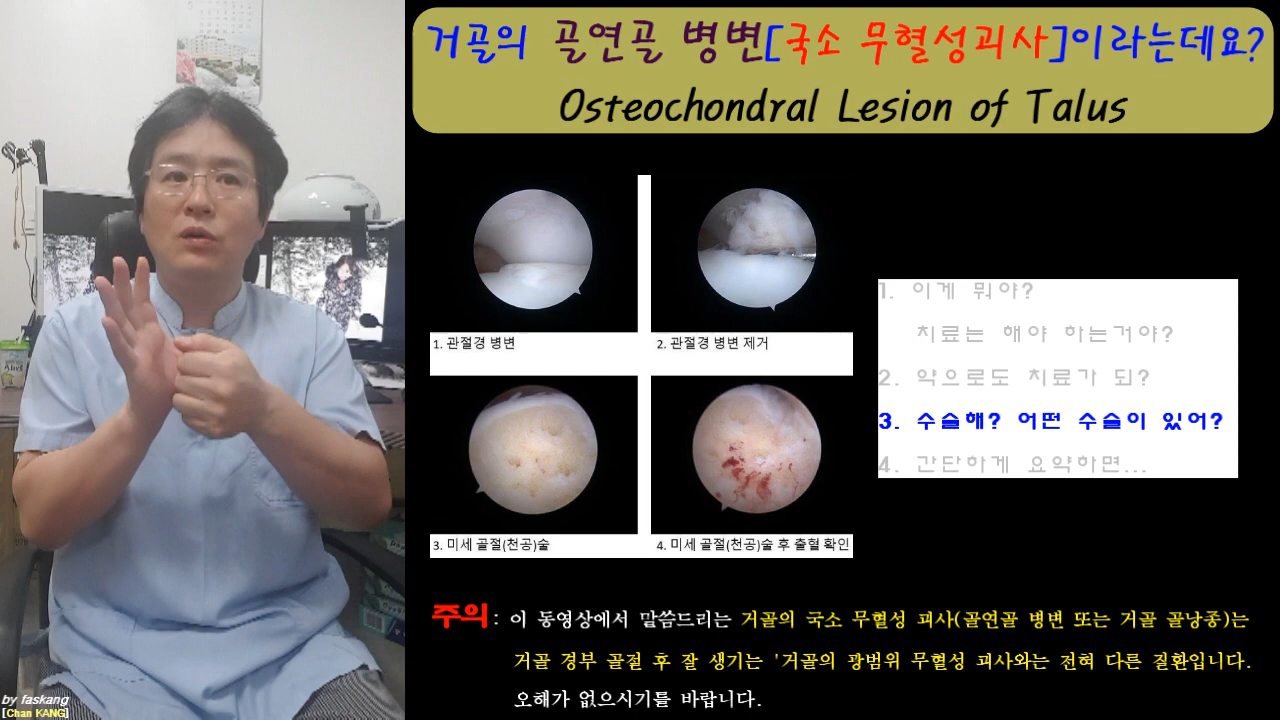 거골의 골연골 병변[국소 무혈성괴사]이라는데요?
Osteochondral Lesion of Talus
1. 관절경 병변
2. 관절경 병변 제거
3. 미세 골절(천공)술
4. 미세 골절(천공)술 후 출혈 확인
1. 이게 뭐야?
치료는 해야 하는거야?
2. 약으로도 치료가 되?
3. 수술해? 어떤 수술이 있어?
4. 간단하게 요약하면...
주의: 이 동영상에서 말씀드리는 거골의 국소 무혈성 괴사(골연골 병변 또는 거골 골낭종)는
거골 경부 골절 후 잘 생기는 '거골의 광범위 무혈성 괴사와는 전혀 다른 질환입니다.
오해가 없으시기를 바랍니다.
by faskang
[Chan KANG]